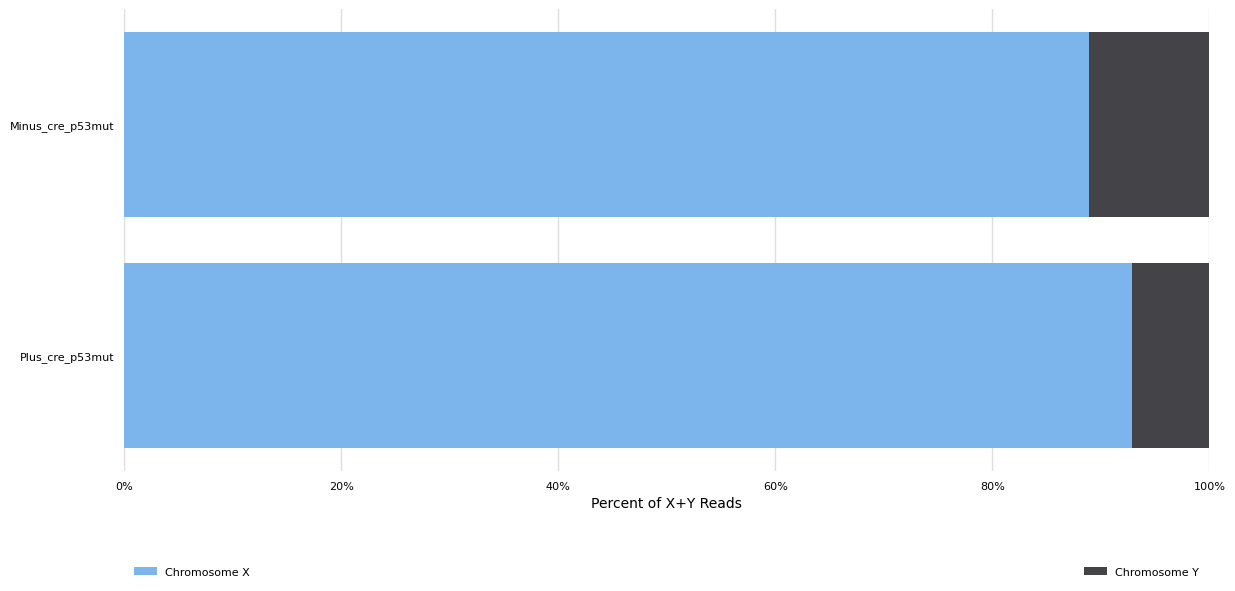 Minus_cre_p53mut
Plus_cre_p53mut
0% 20% 40% 60% 80% 100%
Percent of X+Y Reads
Chromosome X Chromosome Y